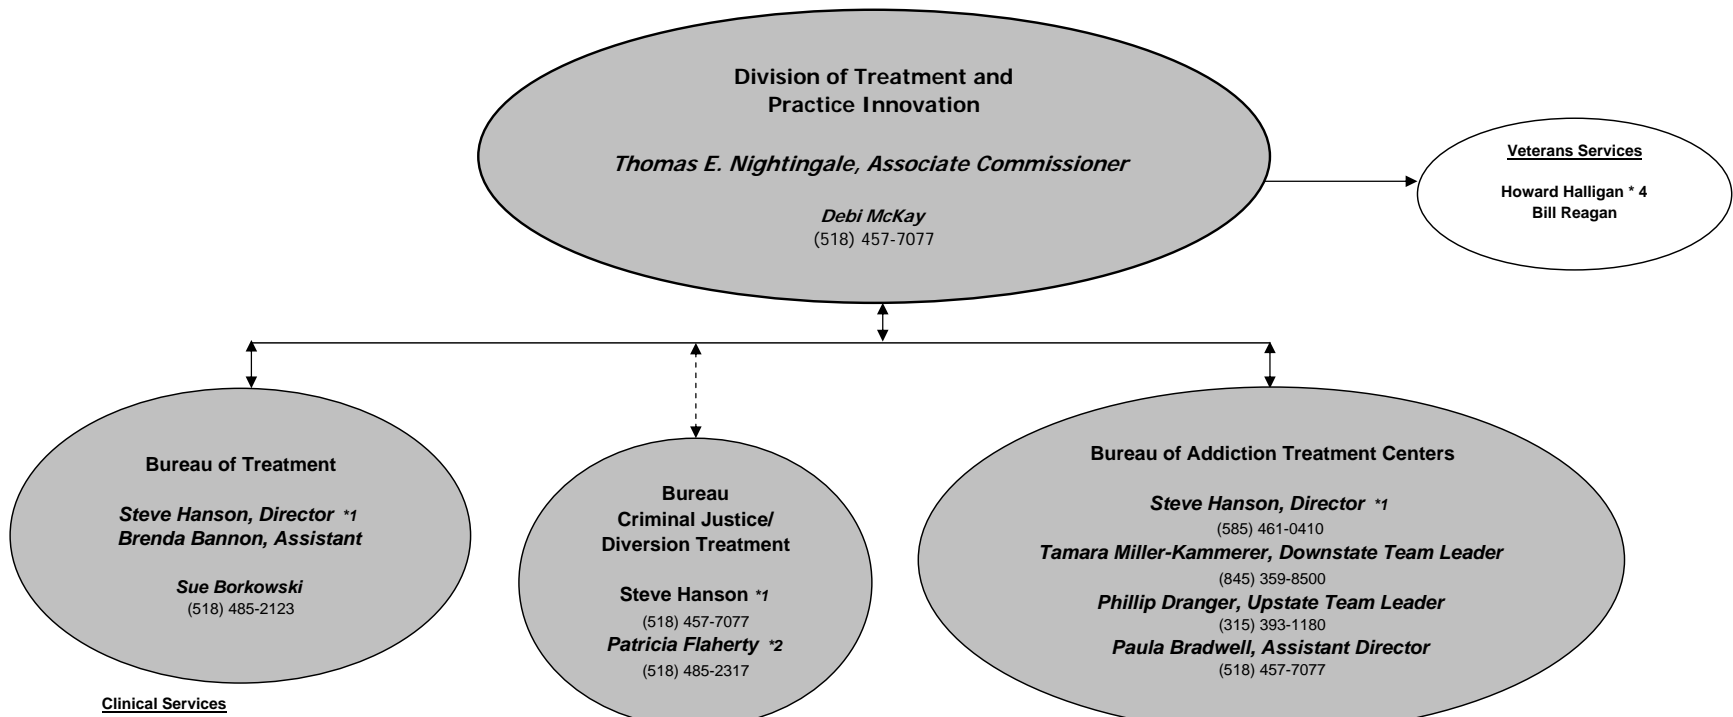 Division of Treatment and
Practice Innovation
Thomas E. Nightingale, Associate Commissioner
Debi McKay
(518) 457-7077
Veterans Services
Howard Halligan * 4
Bill Reagan
Bureau of Treatment
Steve Hanson, Director *1
Brenda Bannon, Assistant
Sue Borkowski
(518) 485-2123
Bureau
Criminal Justice/
Diversion Treatment
Steve Hanson *1
(518) 457-7077
Patricia Flaherty *2
(518) 485-2317
Bureau of Addiction Treatment Centers
Steve Hanson, Director *1
(585) 461-0410
Tamara Miller-Kammerer, Downstate Team Leader
(845) 359-8500
Phillip Dranger, Upstate Team Leader
(315) 393-1180
Paula Bradwell, Assistant Director
(518) 457-7077
Clinical Services